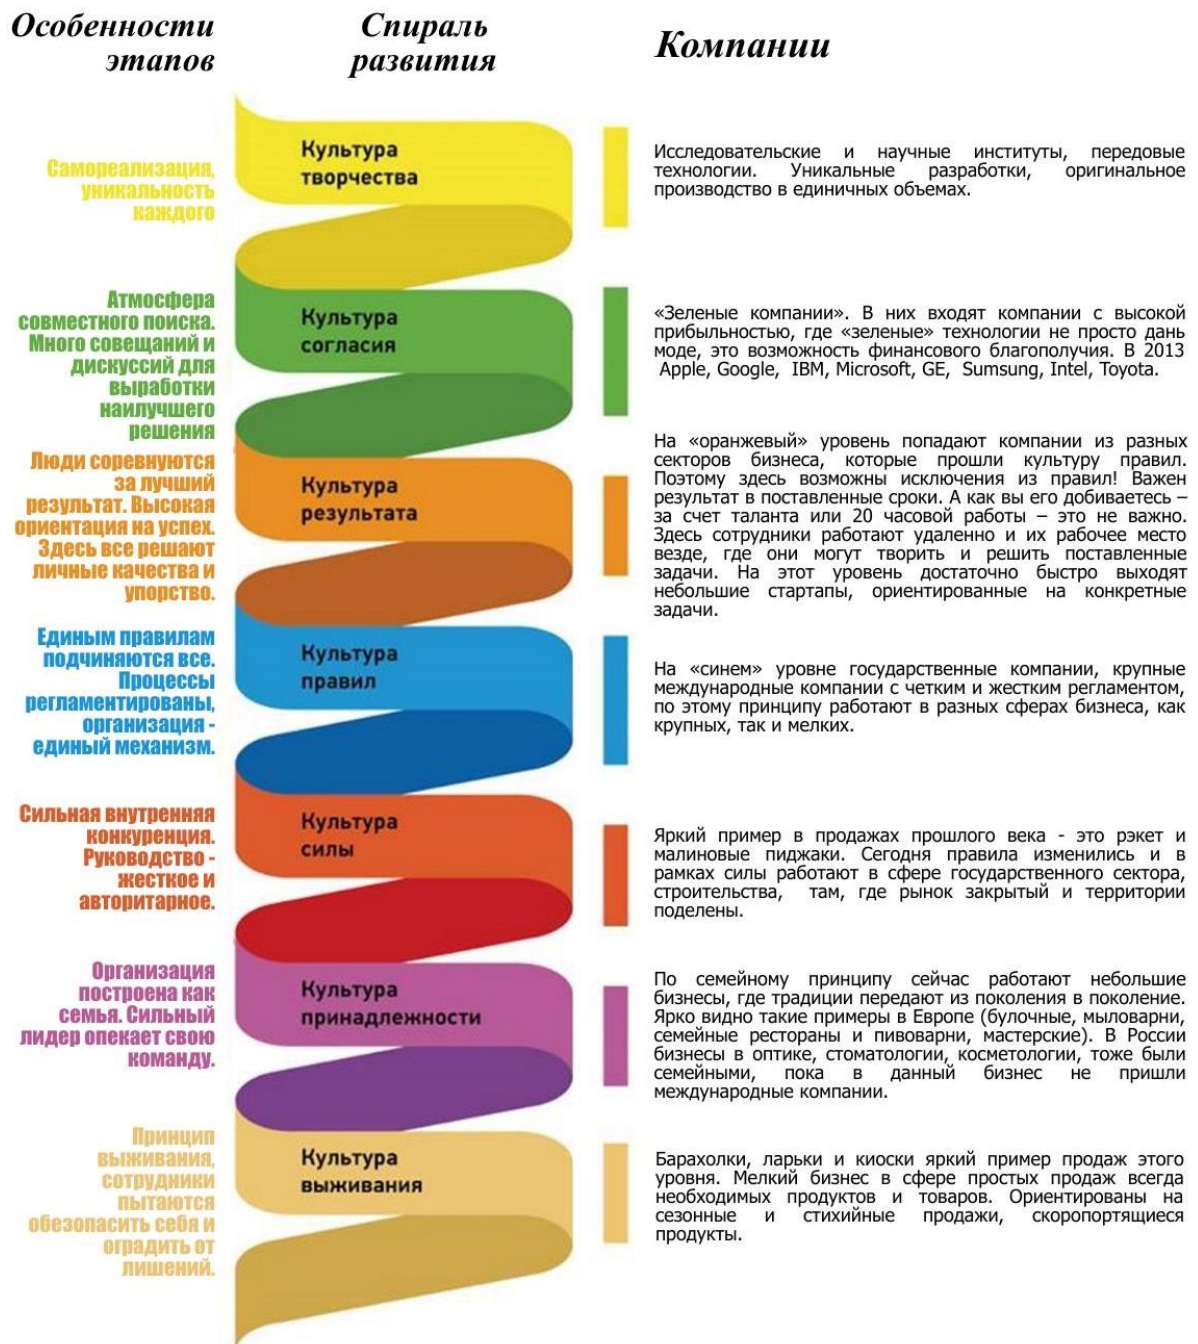 Особенности
этапов
Спираль
развития
Компании
Самореализация,
уникальность
каждого
Культура
творчества
Исследовательские и научные институты, передовые
технологии. Уникальные разработки, оригинальное
производство в единичных объемах.
Атмосфера
совместного поиска.
Много совещаний и
дискуссий для
выработки
наилучшего
решения
Культура
согласия
«Зеленые компании». В них входят компании с высокой
прибыльностью, где «зеленые» технологии не просто дань
моде, это возможность финансового благополучия. В 2013
Apple, Google, IBM, Microsoft, GE, Sumsung, Intel, Toyota.
Люди соревнуются
за лучший
результат. Высокая
ориентация на успех.
Здесь все решают
личные качества и
упорство.
Культура
результата
На «оранжевый» уровень попадают компании из разных
секторов бизнеса, которые прошли культуру правил.
Поэтому здесь возможны исключения из правил! Важен
результат в поставленные сроки. А как вы его добиваетесь –
за счет таланта или 20 часовой работы – это не важно.
Здесь сотрудники работают удаленно и их рабочее место
везде, где они могут творить и решить поставленные
задачи. На этот уровень достаточно быстро выходят
небольшие стартапы, ориентированные на конкретные
задачи.
Единым правилам
подчиняются все.
Процессы
регламентированы,
организация -
единый механизм.
Культура
правил
На «синем» уровне государственные компании, крупные
международные компании с четким и жестким регламентом,
по этому принципу работают в разных сферах бизнеса, как
крупных, так и мелких.
Сильная внутренняя
конкуренция.
Руководство -
жесткое и
авторитарное.
Культура
силы
Яркий пример в продажах прошлого века - это рэкет и
малиновые пиджаки. Сегодня правила изменились и в
рамках силы работают в сфере государственного сектора,
строительства, там, где рынок закрытый и территории
поделены.
Организация
построена как
семья. Сильный
лидер опекает свою
команду.
Культура
принадлежности
По семейному принципу сейчас работают небольшие
бизнесы, где традиции передают из поколения в поколение.
Ярко видно такие примеры в Европе (булочные, мыловарни,
семейные рестораны и пивоварни, мастерские). В России
бизнесы в оптике, стоматологии, косметологии, тоже были
семейными, пока в данный бизнес не пришли
международные компании.
Принцип
выживания,
сотрудники
пытаются
обезопасить себя и
оградить от
лишений.
Культура
выживания
Барахолки, ларьки и киоски яркий пример продаж этого
уровня. Мелкий бизнес в сфере простых продаж всегда
необходимых продуктов и товаров. Ориентированы на
сезонные и стихийные продажи, скоропортящиеся
продукты.